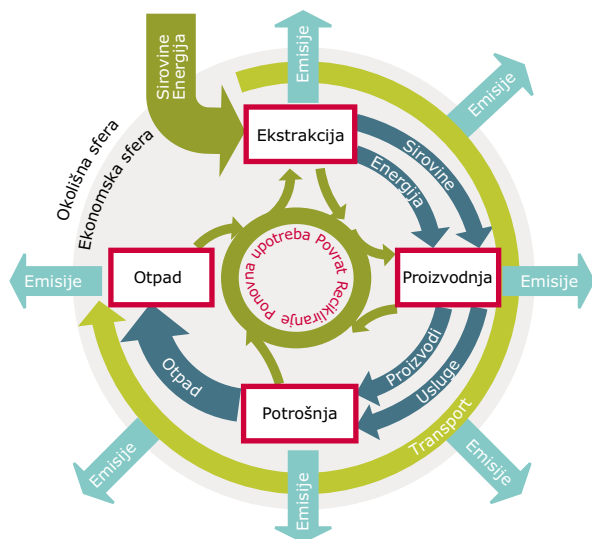 Sirovine
Energija
Emisije
Emisije
Okolišna sfera
Ekonomska sfera
Ekstrakcija
Sirovine
Energija
Ponovna upotreba Povrat Recikliranje
Emisije
Otpad
Proizvodnja
Emisije
Otpad
Proizvodi
Usluge
Potrošnja
Transport
Emisije
Emisije
Emisije